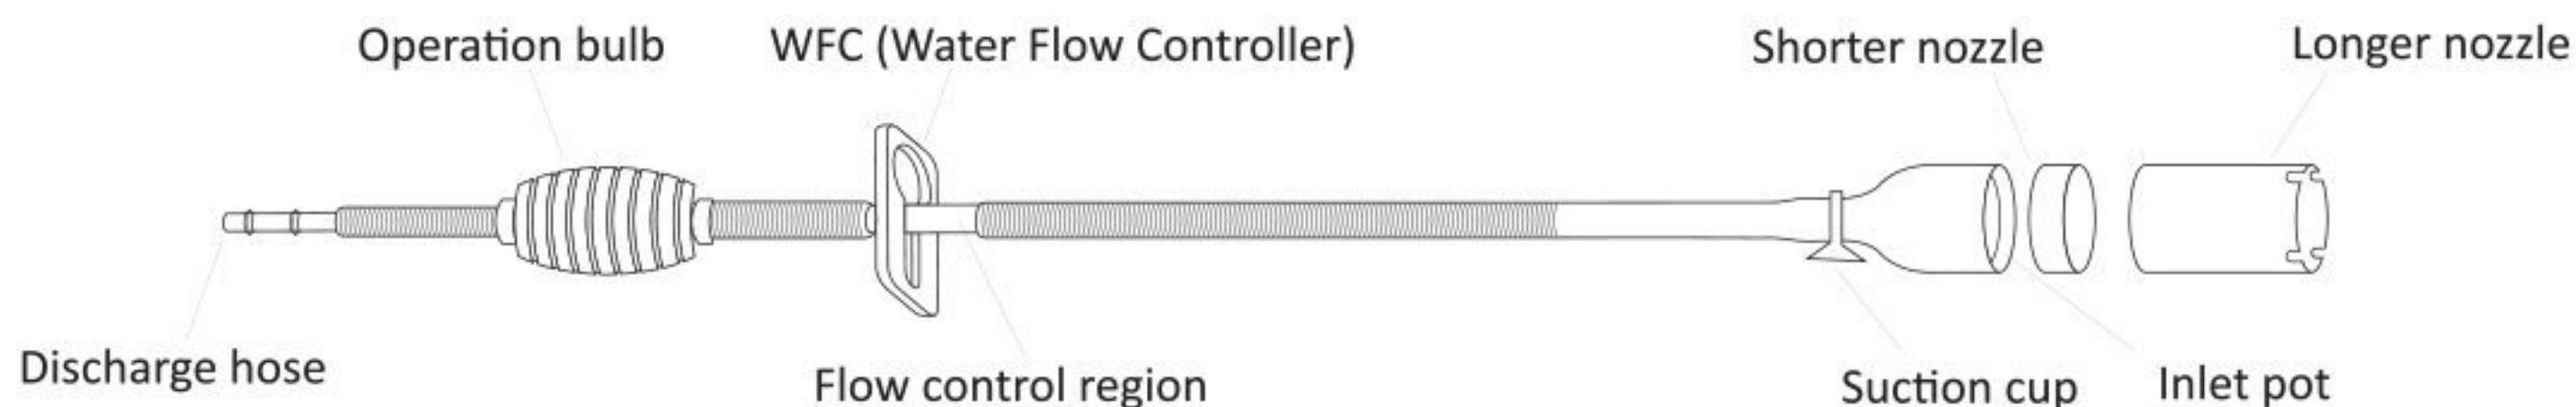 Operation bulb
WFC (Water Flow Controller)
Shorter nozzle
Longer nozzle
Discharge hose
Flow control region
Suction cup
Inlet pot